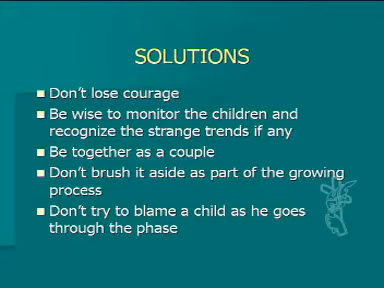 SOLUTIONS
Don't lose courage
Be wise to monitor the children and
recognize the strange trends if any
Be together as a couple
Don't brush it aside as part of the growing
process
Don't try to blame a child as he goes
through the phase